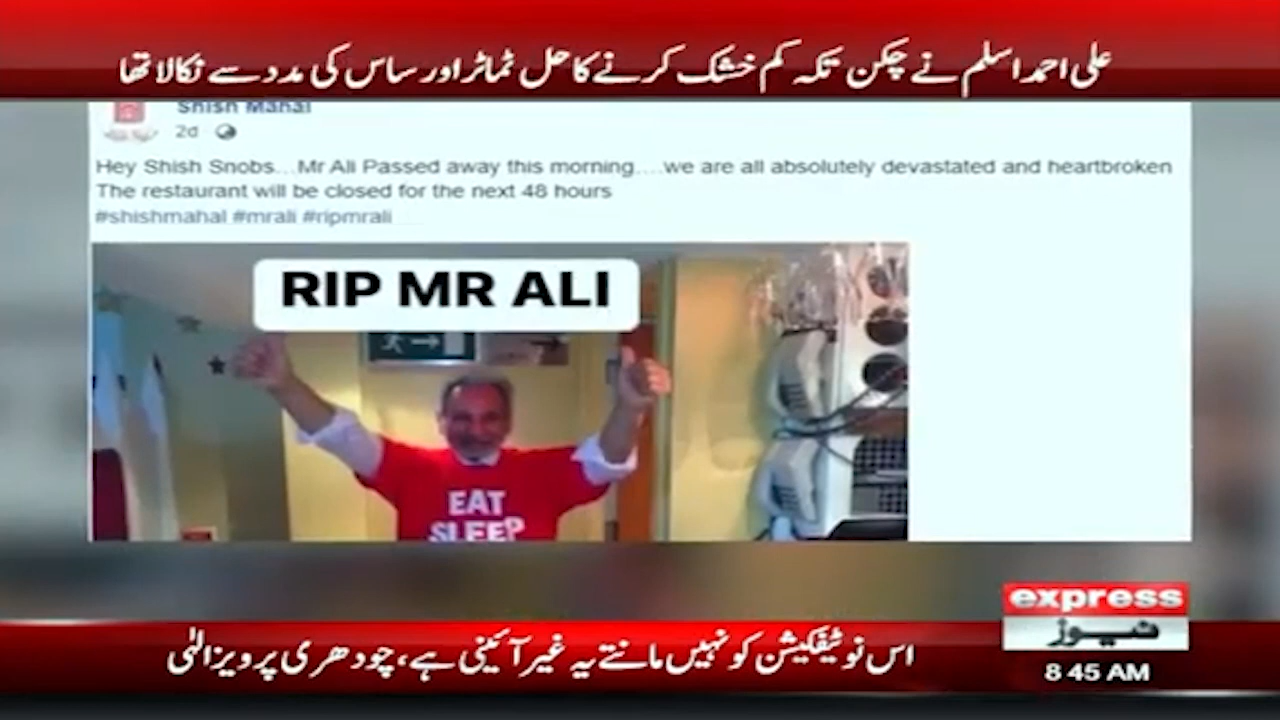 علی احمد اسلم نے چکن تکہ کم خشک کرنے کا حل ٹماٹر اور ساس کی مدد سے نکالا تھا
Shish Mahal
2d
Hey Shish Snobs...Mr Ali Passed away this morning....we are all absolutely devastated and heartbroken
The restaurant will be closed for the next 48 hours
#shishmahal #mrali #ripmrali
RIP MR ALI
EAT
SLEEP
express
نیوز
اس نوٹیفکیشن کو نہیں مانتے یہ غیر آئینی ہے، چودھری پرویز الٰہی
8:45 AM